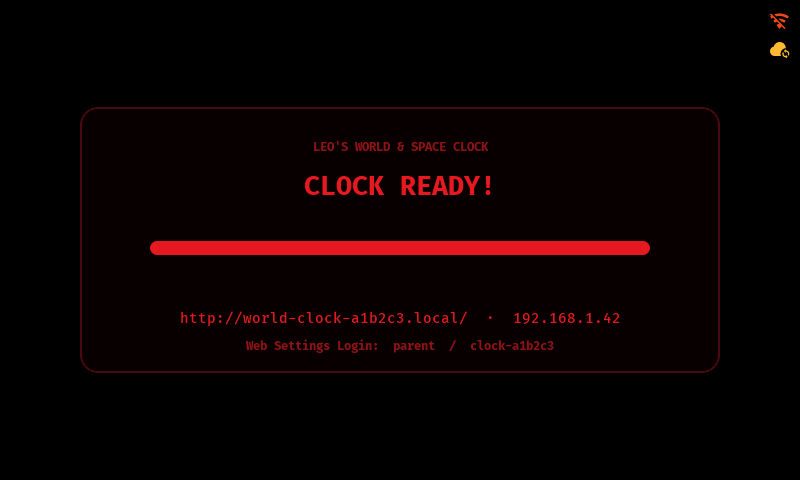 LEO'S WORLD & SPACE CLOCK
CLOCK READY!
http://world-clock-a1b2c3.local/ · 192.168.1.42
Web Settings Login: parent / clock-a1b2c3